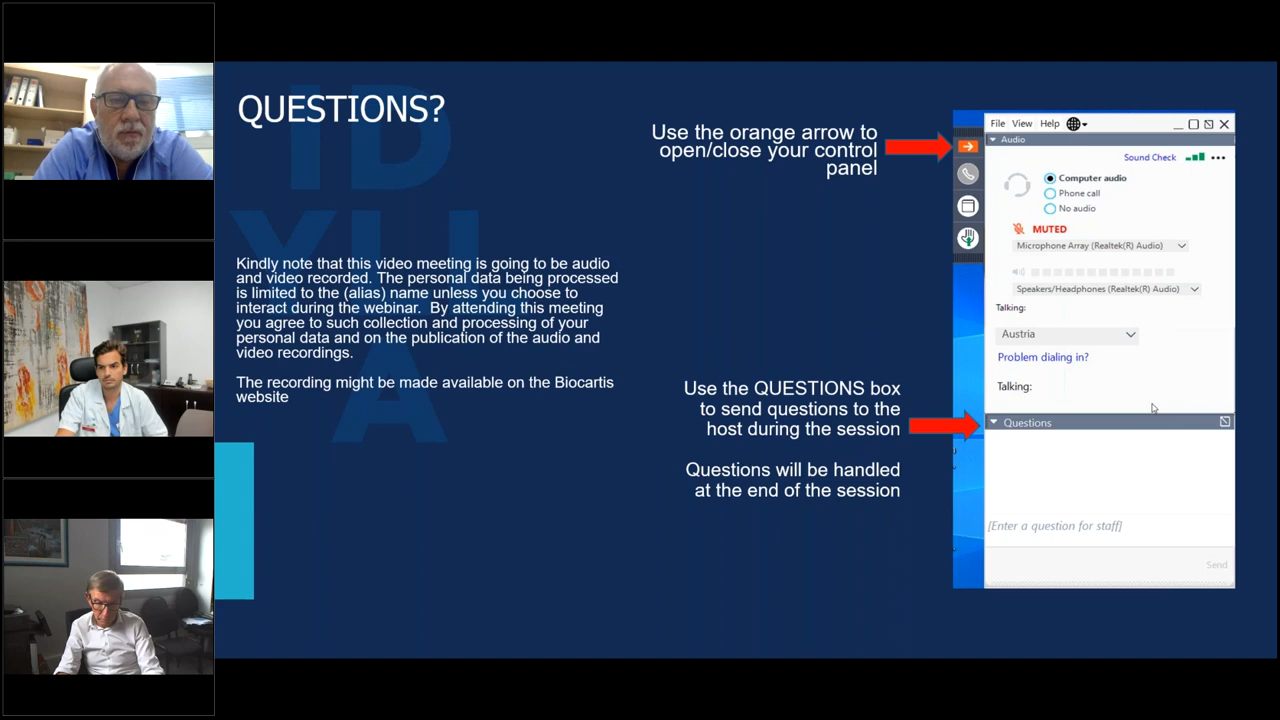 QUESTIONS?
ID
YLL
A
Kindly note that this video meeting is going to be audio
and video recorded. The personal data being processed
is limited to the (alias) name unless you choose to
interact during the webinar.  By attending this meeting
you agree to such collection and processing of your
personal data and on the publication of the audio and
video recordings.
The recording might be made available on the Biocartis
website
Use the orange arrow to
open/close your control
panel
Use the QUESTIONS box
to send questions to the
host during the session
Questions will be handled
at the end of the session
File View Help
Audio
Sound Check
Computer audio
Phone call
No audio
MUTED
Microphone Array (Realtek(R) Audio)
Speakers/Headphones (Realtek(R) Audio)
Talking:
Austria
Problem dialing in?
Talking:
Questions
[Enter a question for staff]
Send